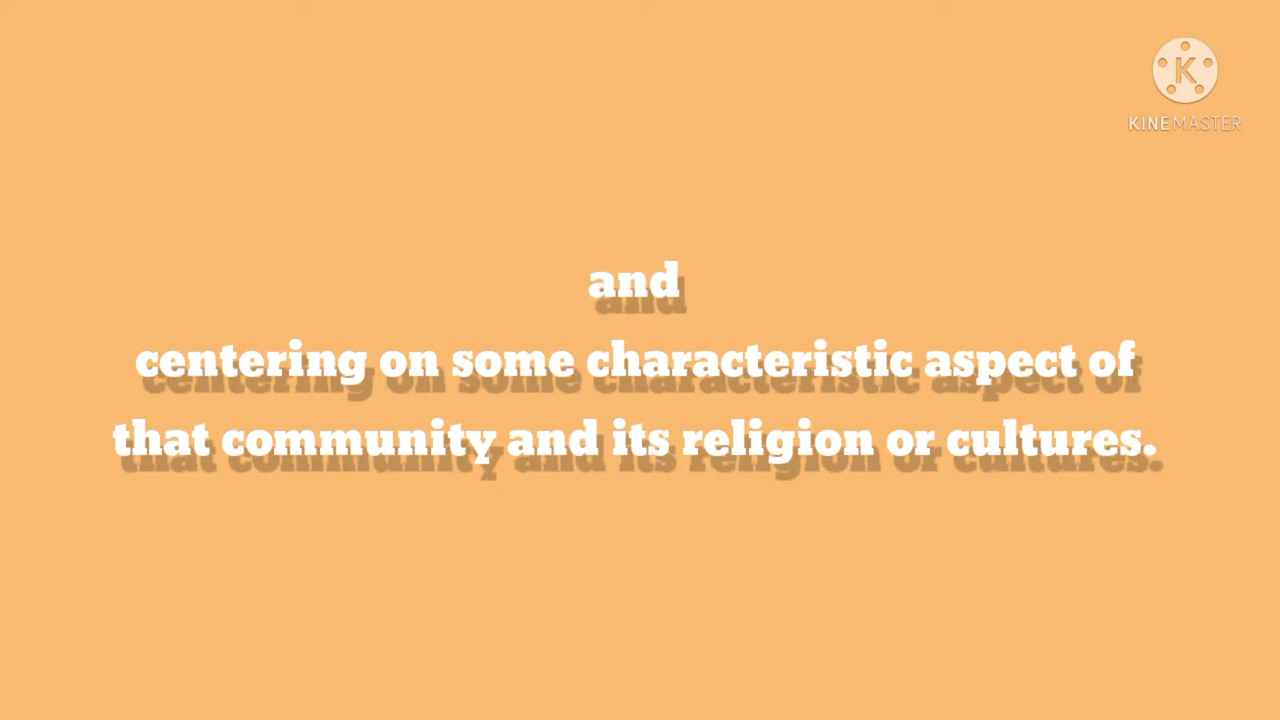 K
KINEMASTER
and
centering on some characteristic aspect of
that community and its religion or cultures.